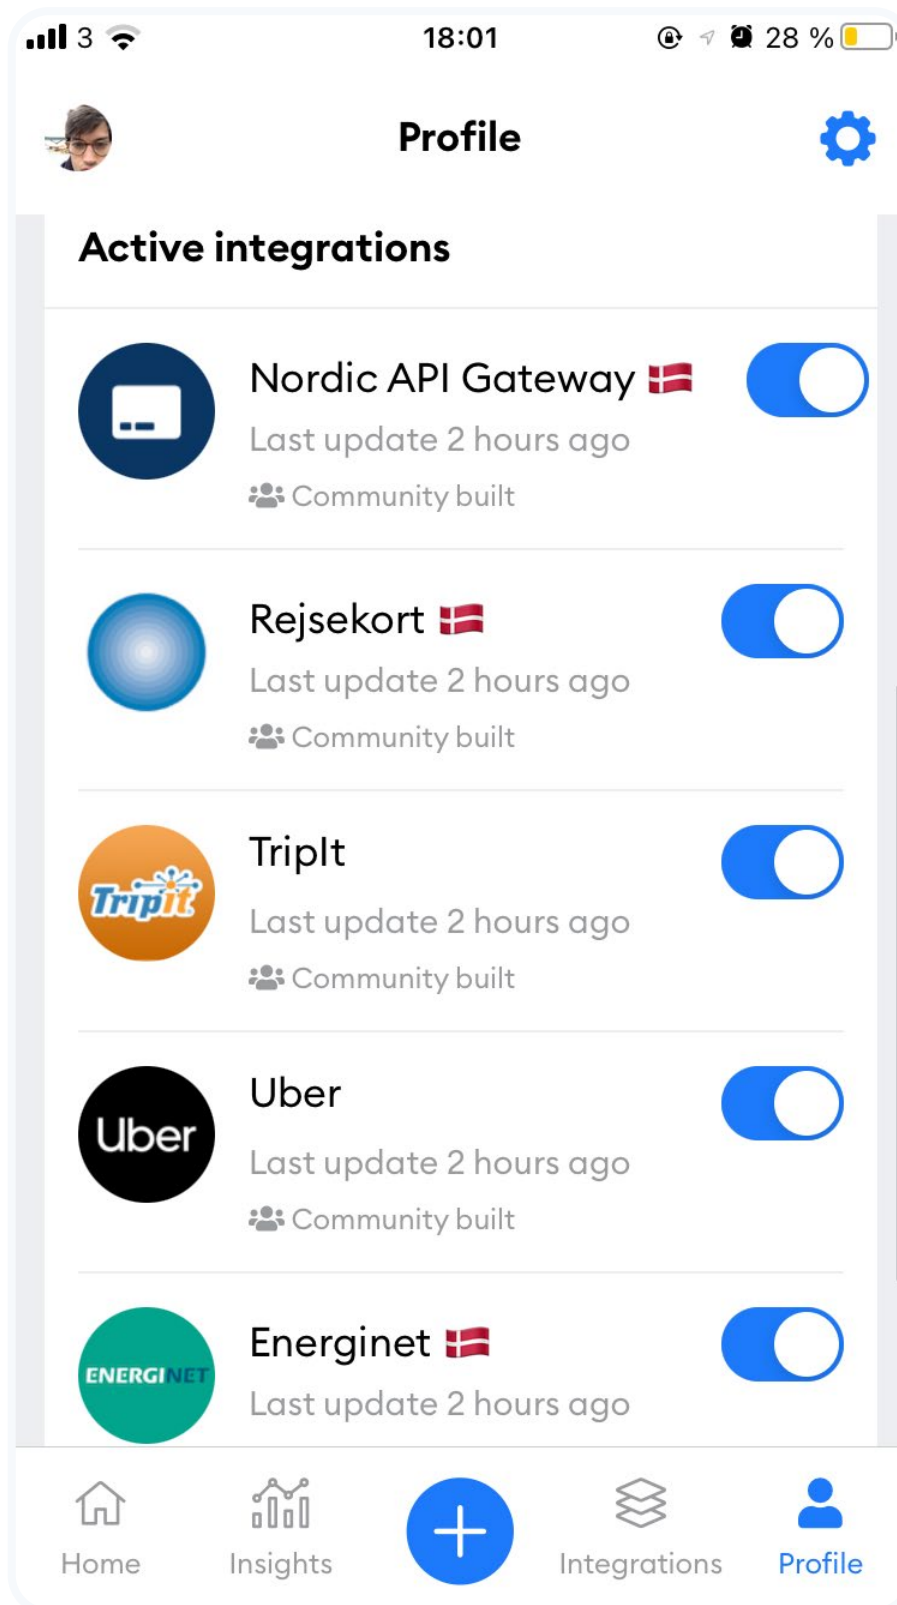 3 18:01 28 %
Profile
Active integrations
Nordic API Gateway 🇩🇰
Last update 2 hours ago
Community built
Rejsekort 🇩🇰
Last update 2 hours ago
Community built
TripIt
TripIt
Last update 2 hours ago
Community built
Uber
Uber
Last update 2 hours ago
Community built
ENERGINET
Energinet 🇩🇰
Last update 2 hours ago
Home Insights Integrations Profile